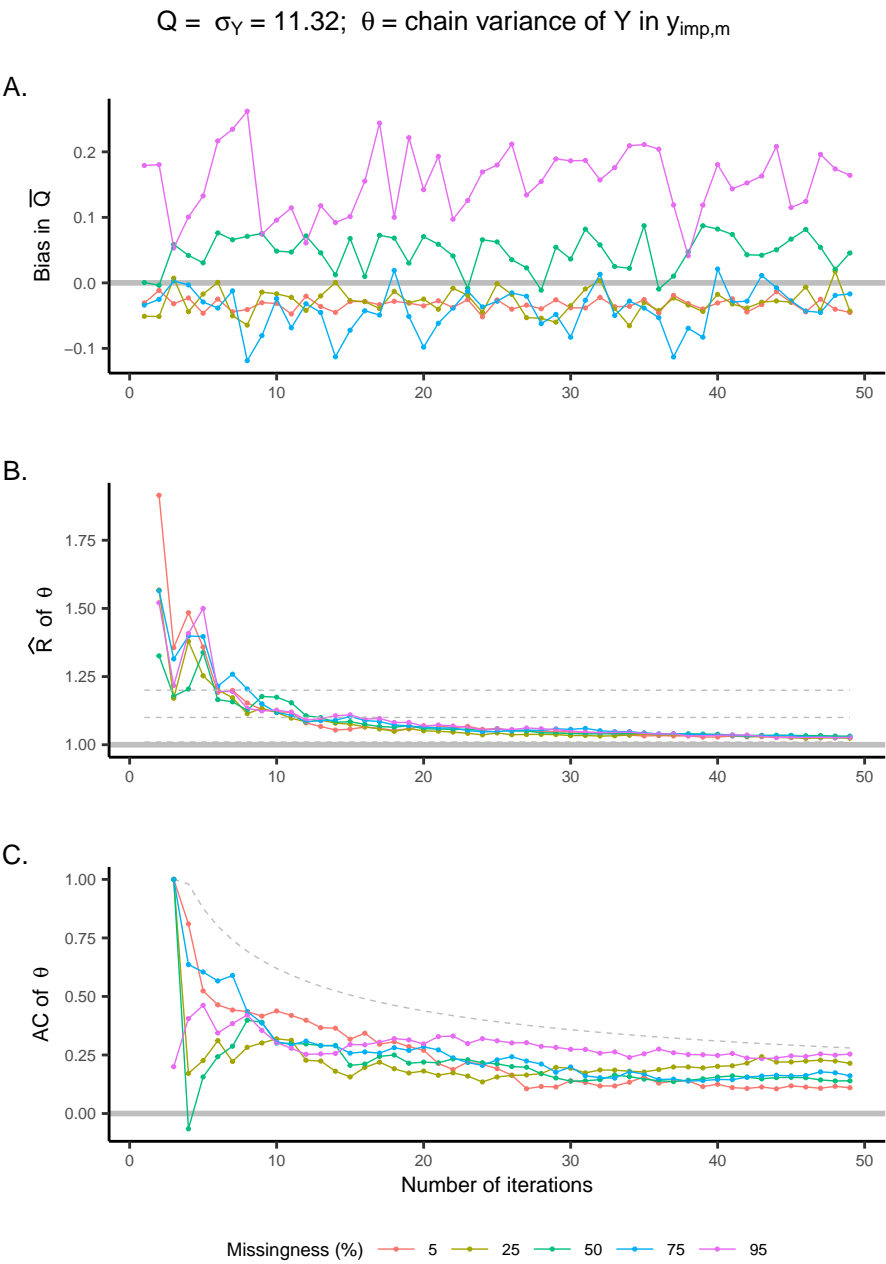 Q = σY = 11.32; θ = chain variance of Y in yimp,m
A.
Bias in Q̅
0.2
0.1
0.0
−0.1
0 10 20 30 40 50
B.
R̂ of θ
1.75
1.50
1.25
1.00
0 10 20 30 40 50
C.
AC of θ
1.00
0.75
0.50
0.25
0.00
0 10 20 30 40 50
Number of iterations
Missingness (%) 5 25 50 75 95